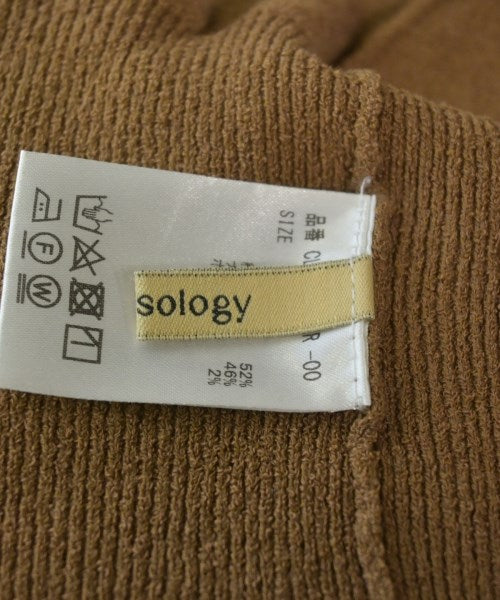 sology
品番
SIZE
R-00
52%
46%
2%
F
W